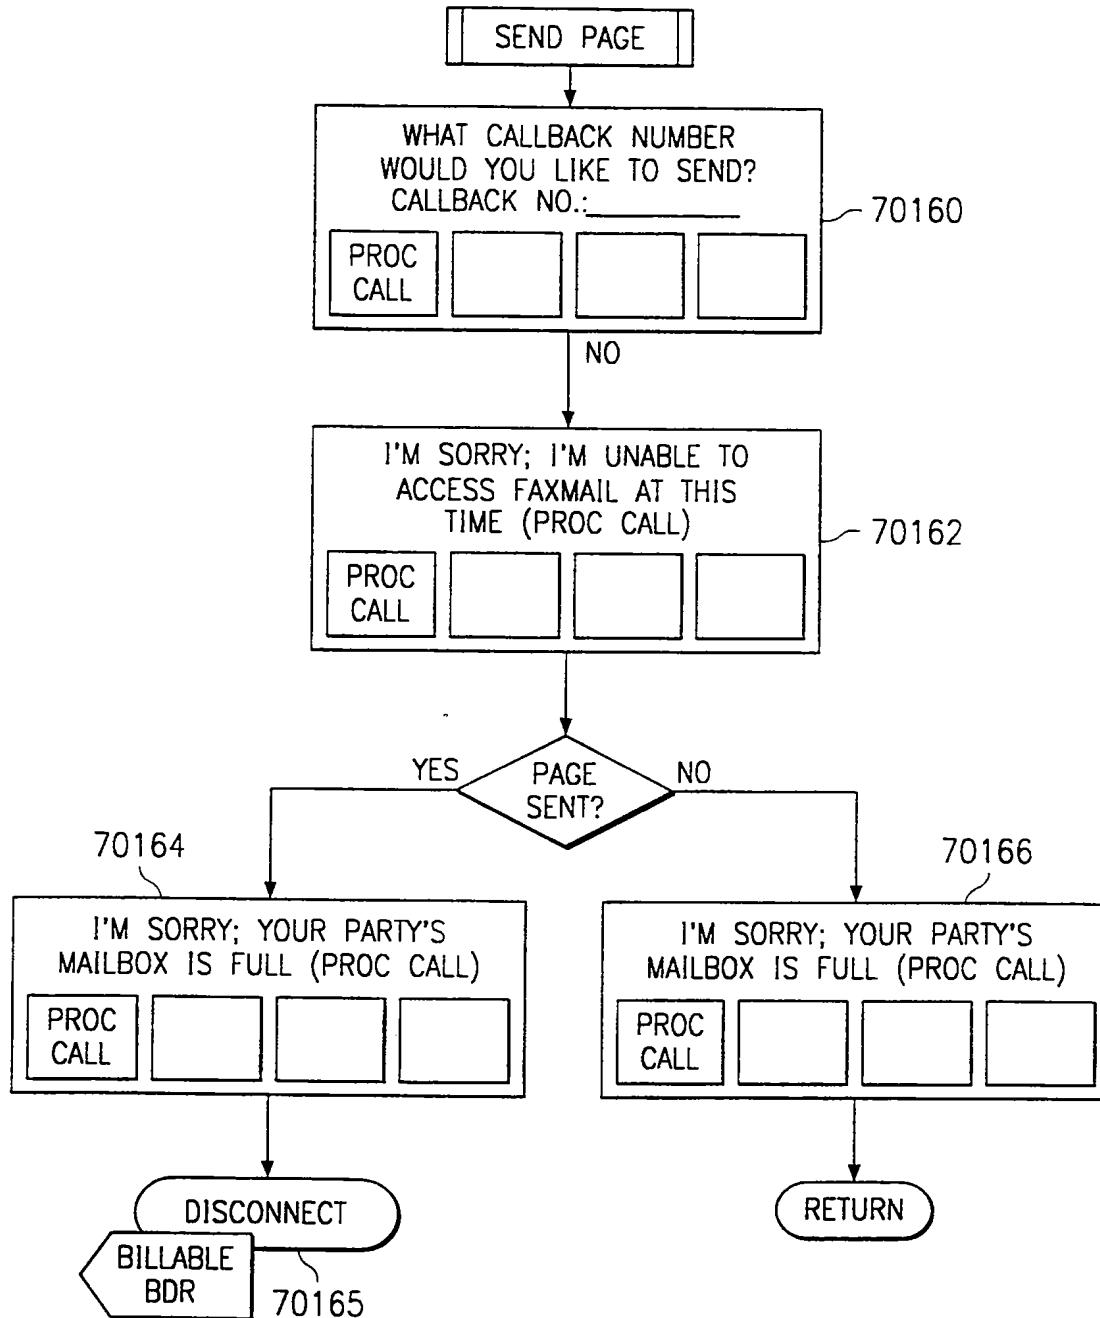 SEND PAGE
WHAT CALLBACK NUMBER
WOULD YOU LIKE TO SEND?
CALLBACK NO.:__________
70160
PROC
CALL
NO
I'M SORRY; I'M UNABLE TO
ACCESS FAXMAIL AT THIS
TIME (PROC CALL)
70162
PROC
CALL
YES
PAGE
SENT?
NO
70164
I'M SORRY; YOUR PARTY'S
MAILBOX IS FULL (PROC CALL)
PROC
CALL
70166
I'M SORRY; YOUR PARTY'S
MAILBOX IS FULL (PROC CALL)
PROC
CALL
DISCONNECT
BILLABLE
BDR
70165
RETURN